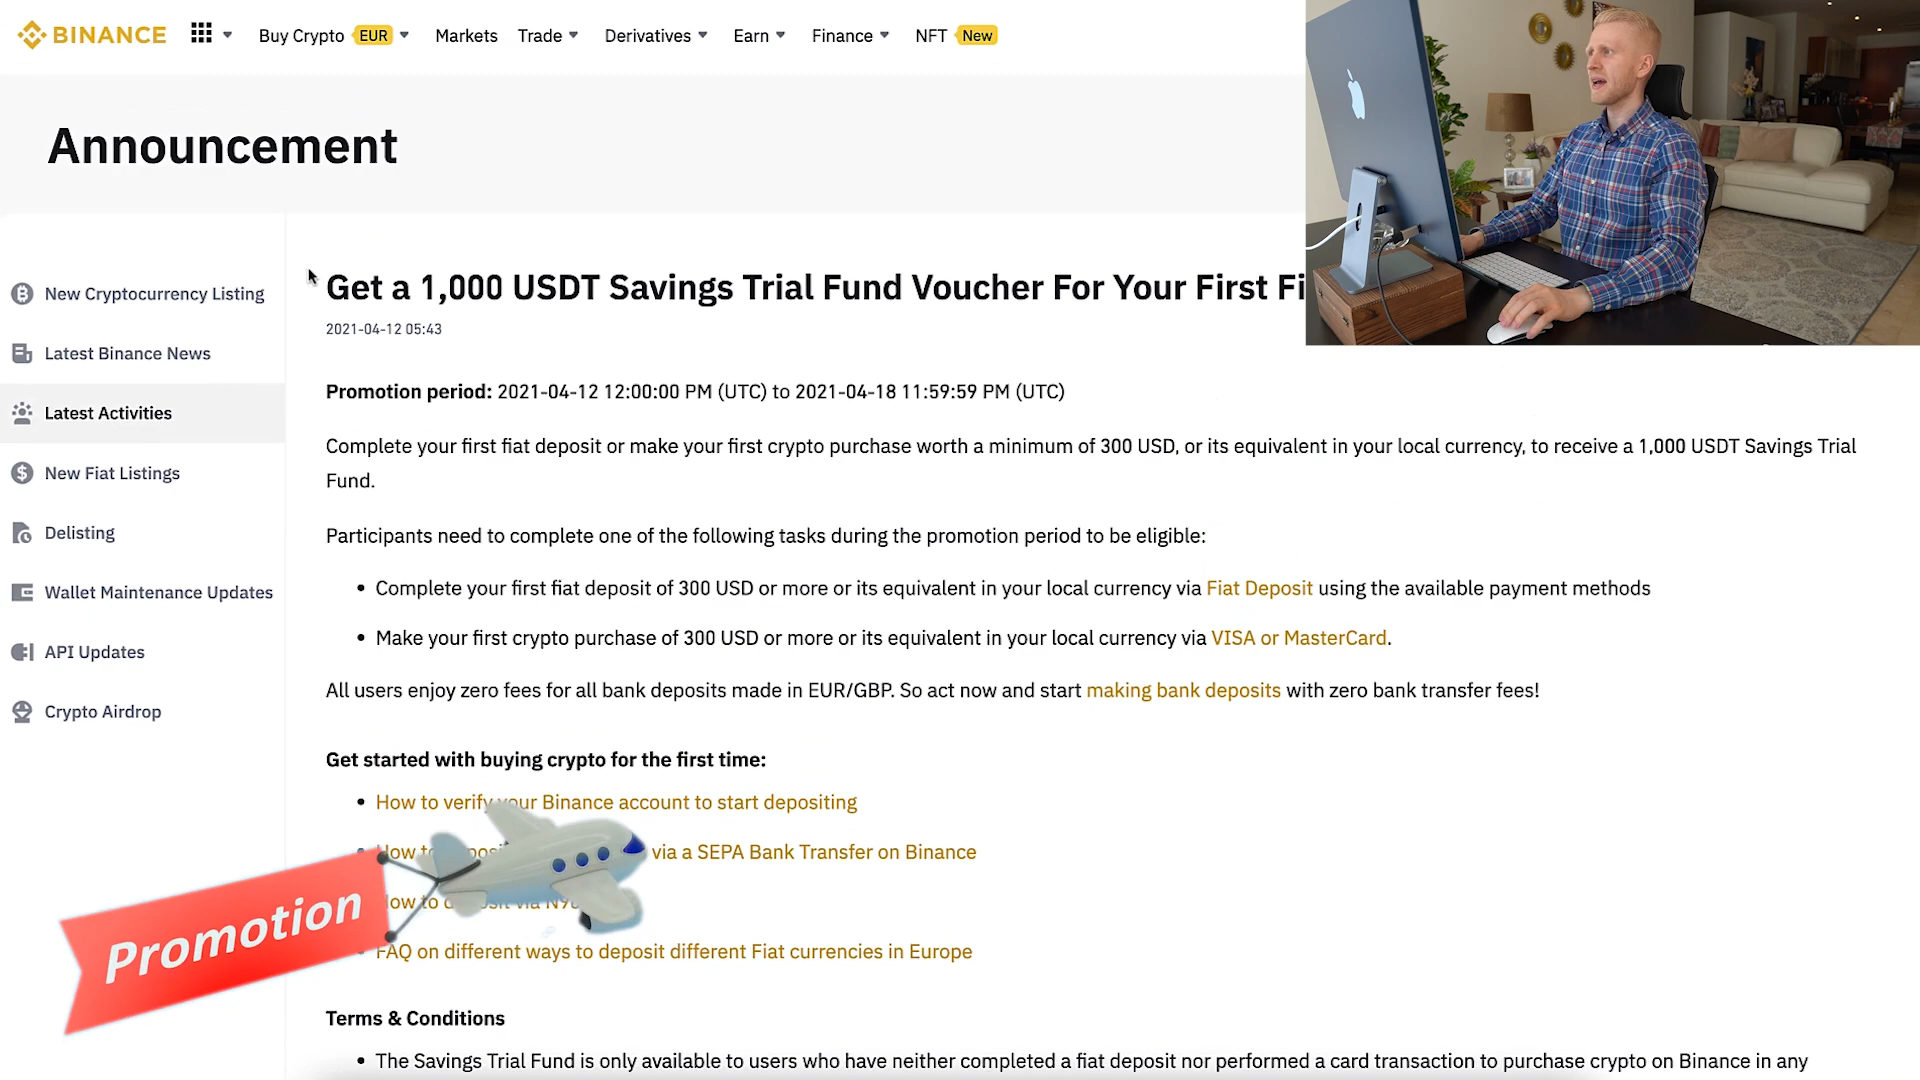 BINANCE
Buy Crypto EUR
Markets
Trade
Derivatives
Earn
Finance
NFT New
Announcement
New Cryptocurrency Listing
Latest Binance News
Latest Activities
New Fiat Listings
Delisting
Wallet Maintenance Updates
API Updates
Crypto Airdrop
Get a 1,000 USDT Savings Trial Fund Voucher For Your First Fi
2021-04-12 05:43
Promotion period: 2021-04-12 12:00:00 PM (UTC) to 2021-04-18 11:59:59 PM (UTC)
Complete your first fiat deposit or make your first crypto purchase worth a minimum of 300 USD, or its equivalent in your local currency, to receive a 1,000 USDT Savings Trial
Fund.
Participants need to complete one of the following tasks during the promotion period to be eligible:
• Complete your first fiat deposit of 300 USD or more or its equivalent in your local currency via Fiat Deposit using the available payment methods
• Make your first crypto purchase of 300 USD or more or its equivalent in your local currency via VISA or MasterCard.
All users enjoy zero fees for all bank deposits made in EUR/GBP. So act now and start making bank deposits with zero bank transfer fees!
Get started with buying crypto for the first time:
• How to verify your Binance account to start depositing
How to via a SEPA Bank Transfer on Binance
How to via
FAQ on different ways to deposit different Fiat currencies in Europe
Promotion
Terms & Conditions
• The Savings Trial Fund is only available to users who have neither completed a fiat deposit nor performed a card transaction to purchase crypto on Binance in any